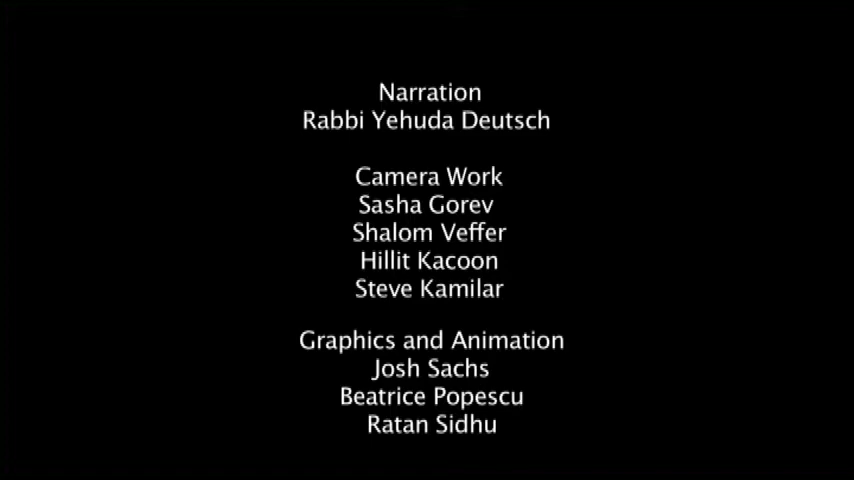 Narration
Rabbi Yehuda Deutsch
Camera Work
Sasha Gorev
Shalom Veffer
Hillit Kacoon
Steve Kamilar
Graphics and Animation
Josh Sachs
Beatrice Popescu
Ratan Sidhu